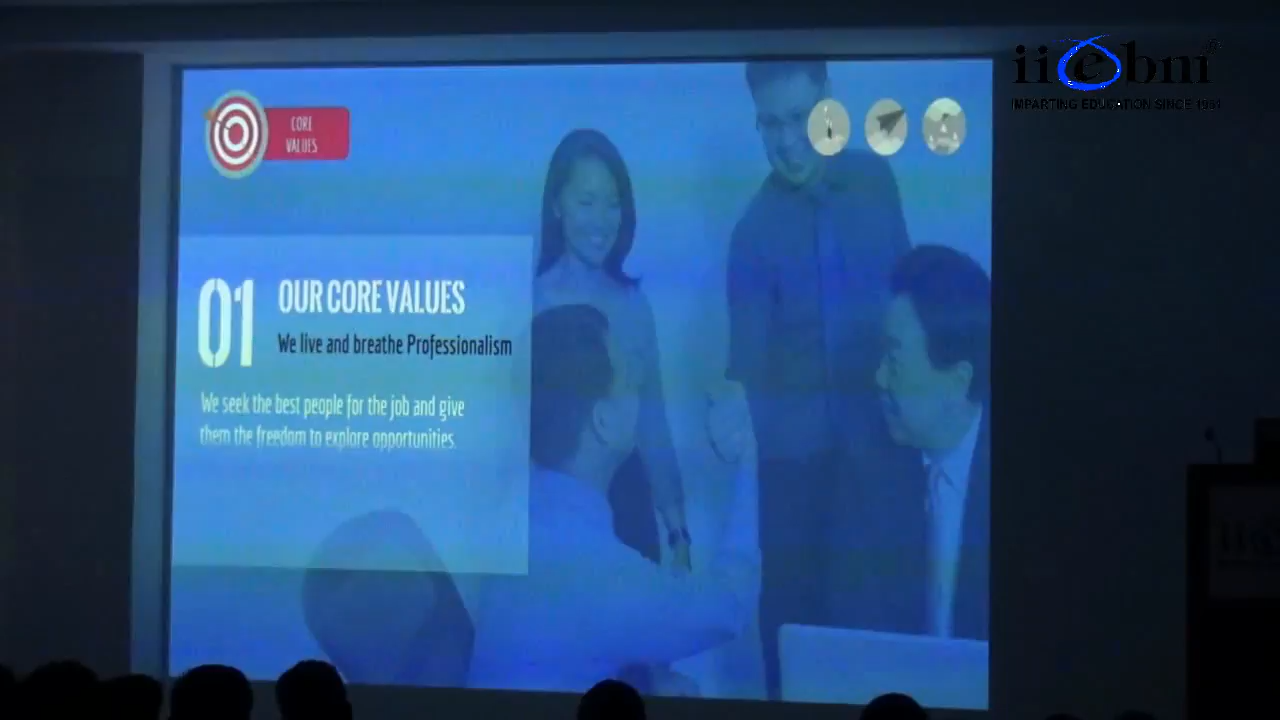 iiebm
IMPARTING EDUCATION SINCE 1981
CORE
VALUES
01
OUR CORE VALUES
We live and breathe Professionalism
We seek the best people for the job and give
them the freedom to explore opportunities.